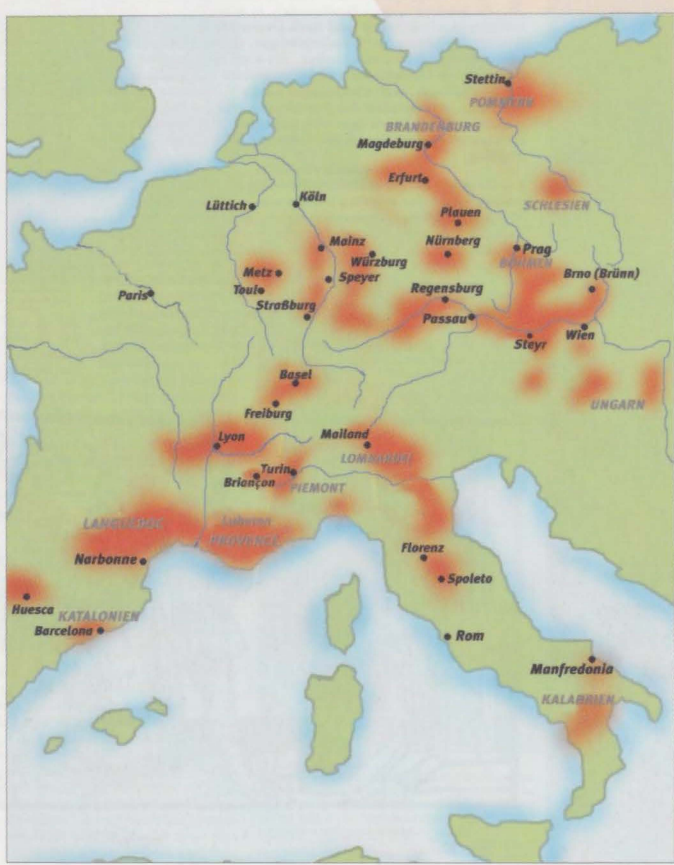 Stettin
POMMERN
BRANDENBURG
Magdeburg
Erfurt
SCHLESIEN
Köln
Lüttich
Plauen
Mainz
Nürnberg
Prag
Würzburg
BÖHMEN
Metz
Speyer
Brno (Brünn)
Toul
Regensburg
Paris
Straßburg
Passau
Wien
Steyr
Basel
Freiburg
UNGARN
Lyon
Mailand
LOMBARDEI
Turin
Briançon
PIEMONT
LANGUEDOC
Luberon
PROVENCE
Florenz
Narbonne
Spoleto
Huesca
KATALONIEN
Barcelona
Rom
Manfredonia
KALABRIEN